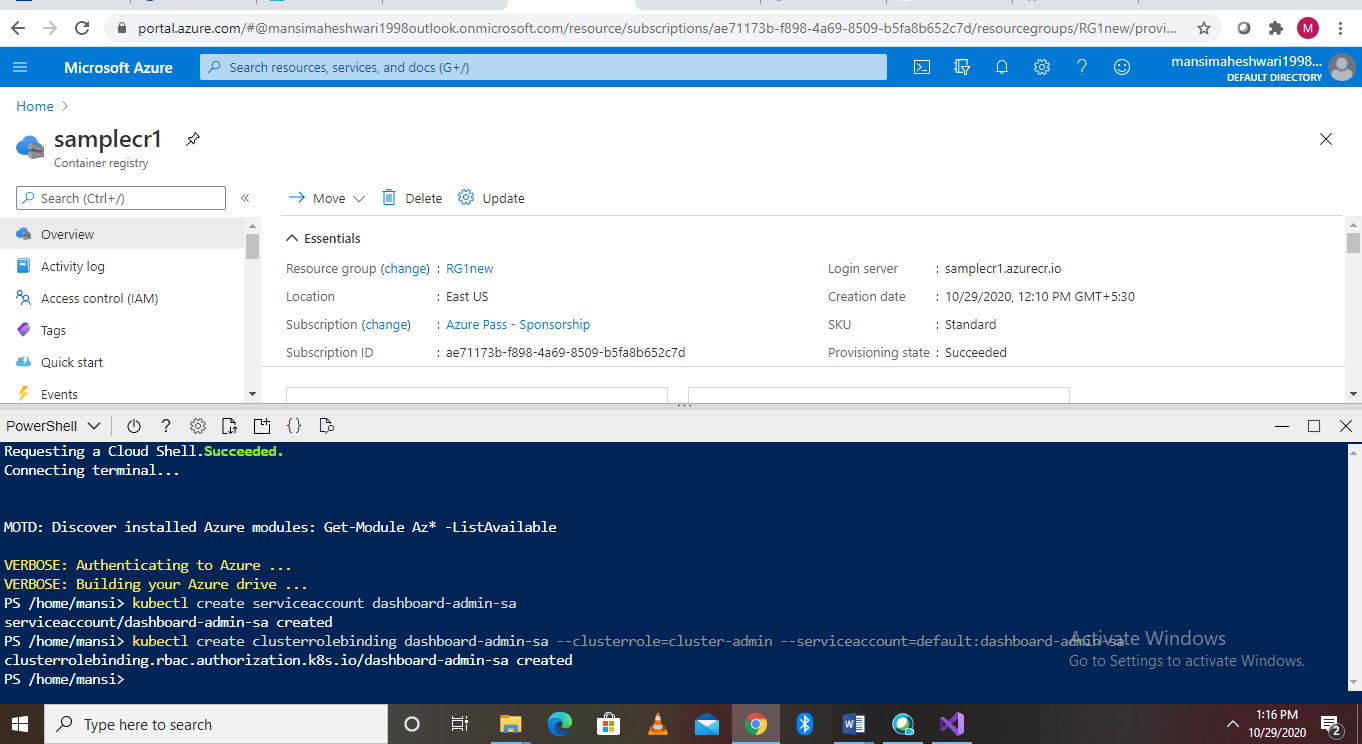 portal.azure.com/#@mansimaheshwari1998outlook.onmicrosoft.com/resource/subscriptions/ae71173b-f898-4a69-8509-b5fa8b652c7d/resourcegroups/RG1new/provi...
M
Microsoft Azure
Search resources, services, and docs (G+/)
mansimaheshwari1998...
DEFAULT DIRECTORY
Home
samplecr1
Container registry
Search (Ctrl+/)
«
Move
Delete
Update
Overview
Activity log
Access control (IAM)
Tags
Quick start
Events
Essentials
Resource group (change) : RG1new
Location : East US
Subscription (change) : Azure Pass - Sponsorship
Subscription ID : ae71173b-f898-4a69-8509-b5fa8b652c7d
Login server : samplecr1.azurecr.io
Creation date : 10/29/2020, 12:10 PM GMT+5:30
SKU : Standard
Provisioning state : Succeeded
PowerShell
Requesting a Cloud Shell.Succeeded.
Connecting terminal...
MOTD: Discover installed Azure modules: Get-Module Az* -ListAvailable
VERBOSE: Authenticating to Azure ...
VERBOSE: Building your Azure drive ...
PS /home/mansi> kubectl create serviceaccount dashboard-admin-sa
serviceaccount/dashboard-admin-sa created
PS /home/mansi> kubectl create clusterrolebinding dashboard-admin-sa --clusterrole=cluster-admin --serviceaccount=default:dashboard-admin-sa
clusterrolebinding.rbac.authorization.k8s.io/dashboard-admin-sa created
PS /home/mansi>
Activate Windows
Go to Settings to activate Windows.
Type here to search
1:16 PM
10/29/2020
2